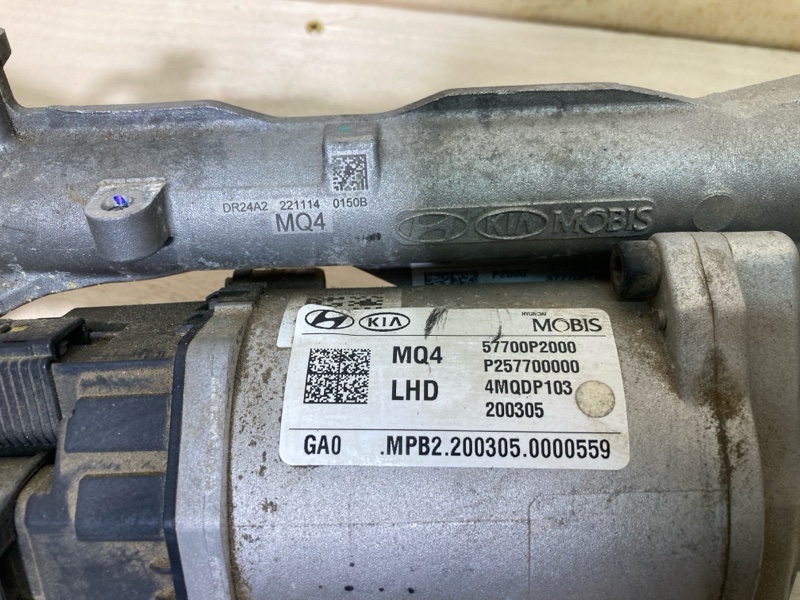 DR24A2 221114 0150B
MQ4
KIA MOBIS
P2000
KIA
HYUNDAI
MOBIS
MQ4 57700P2000
P257700000
LHD 4MQDP103
200305
GA0 .MPB2.200305.0000559